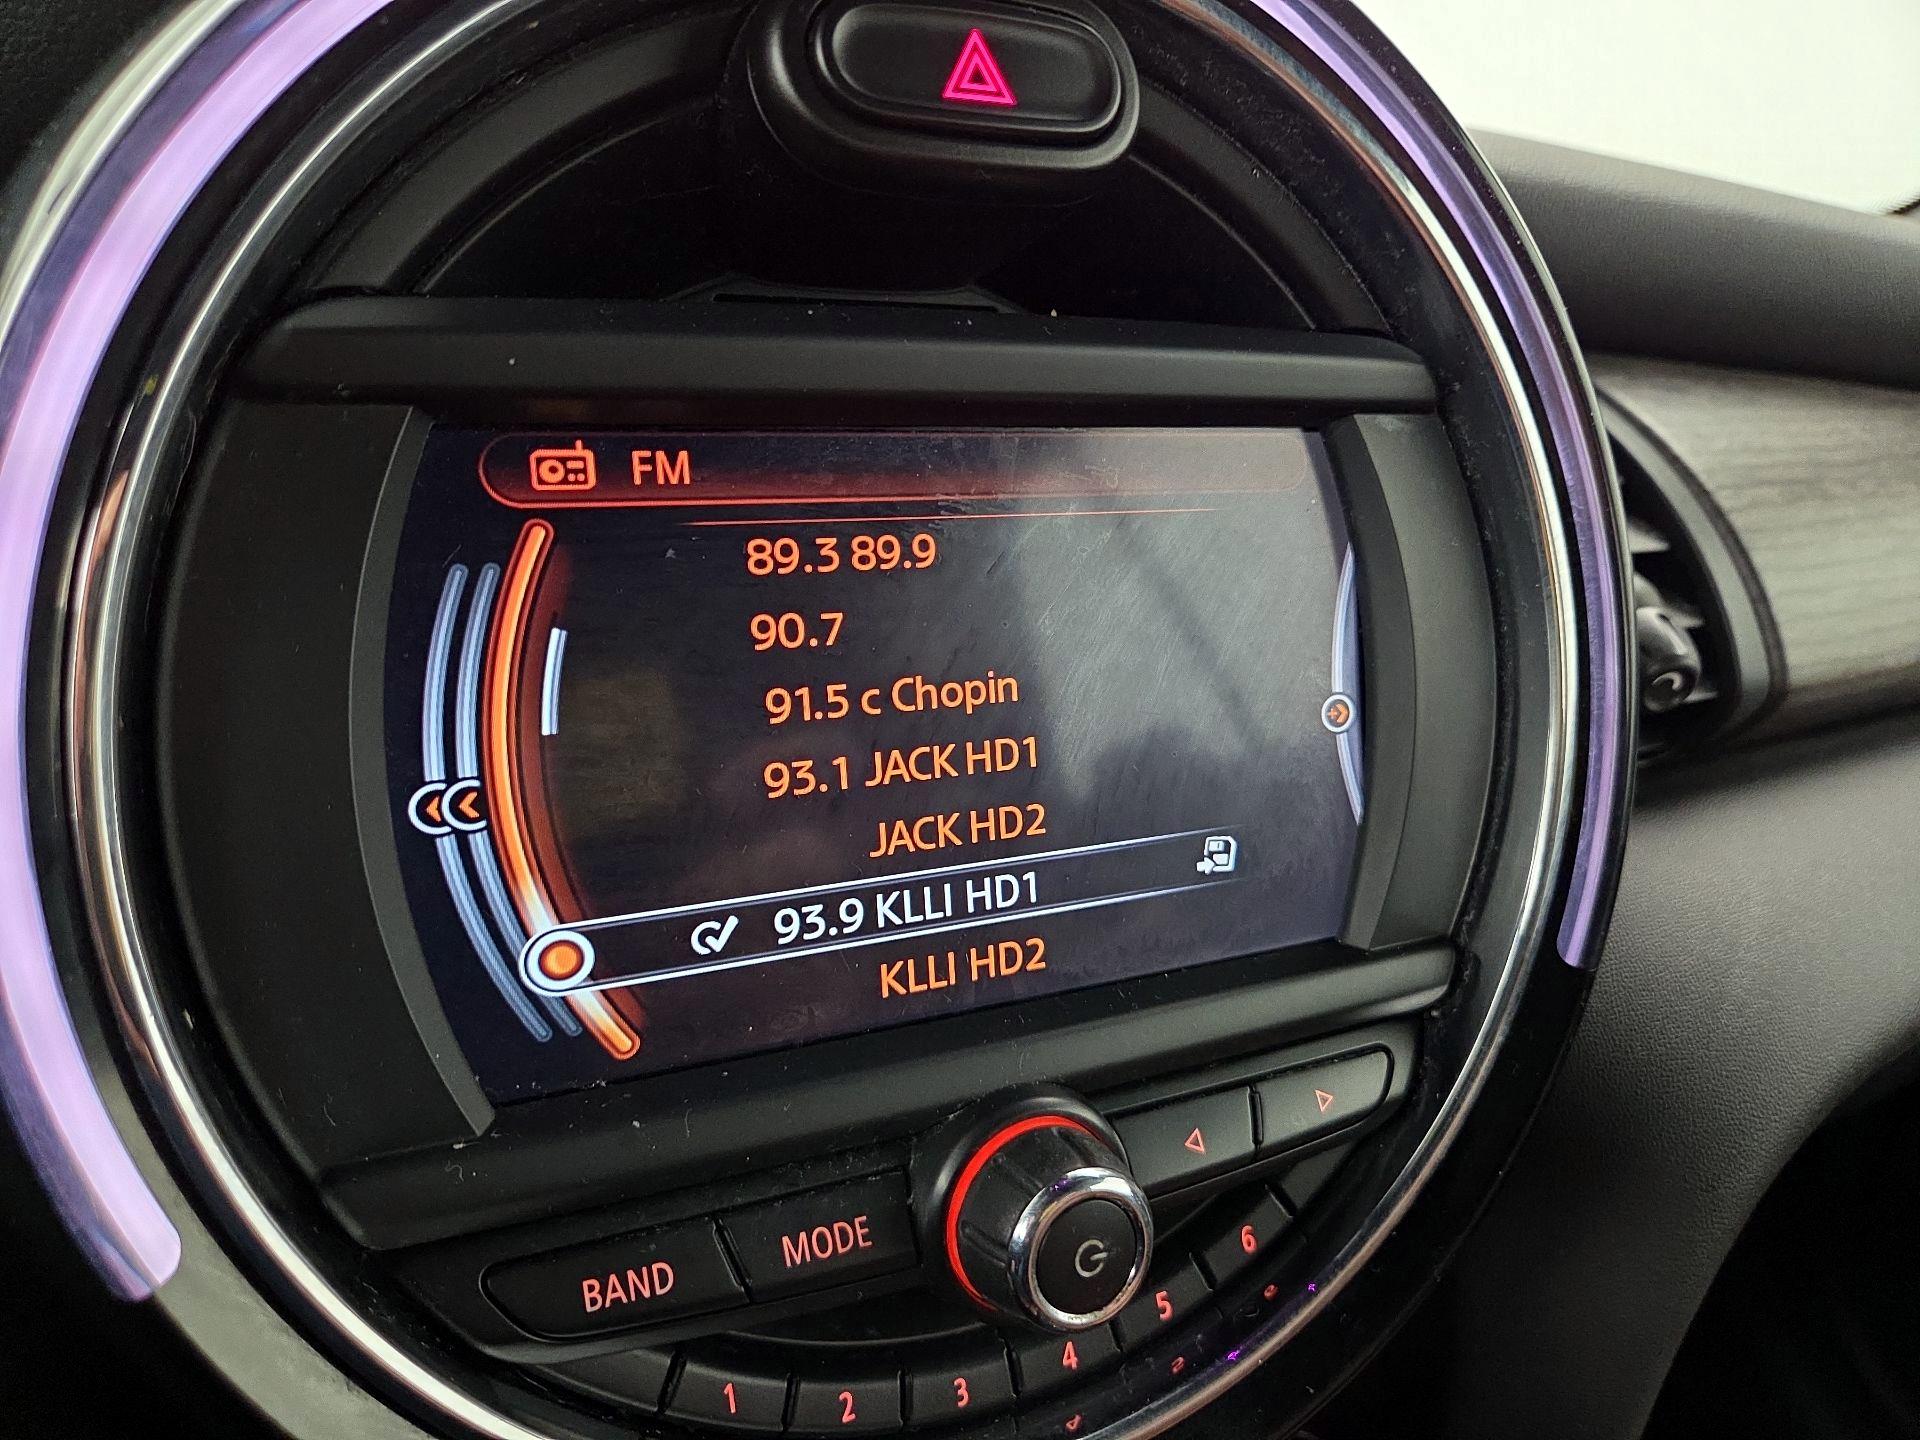 FM
89.3 89.9
90.7
91.5 c Chopin
93.1 JACK HD1
JACK HD2
93.9 KLLI HD1
KLLI HD2
BAND
MODE
1
2
3
4
5
6